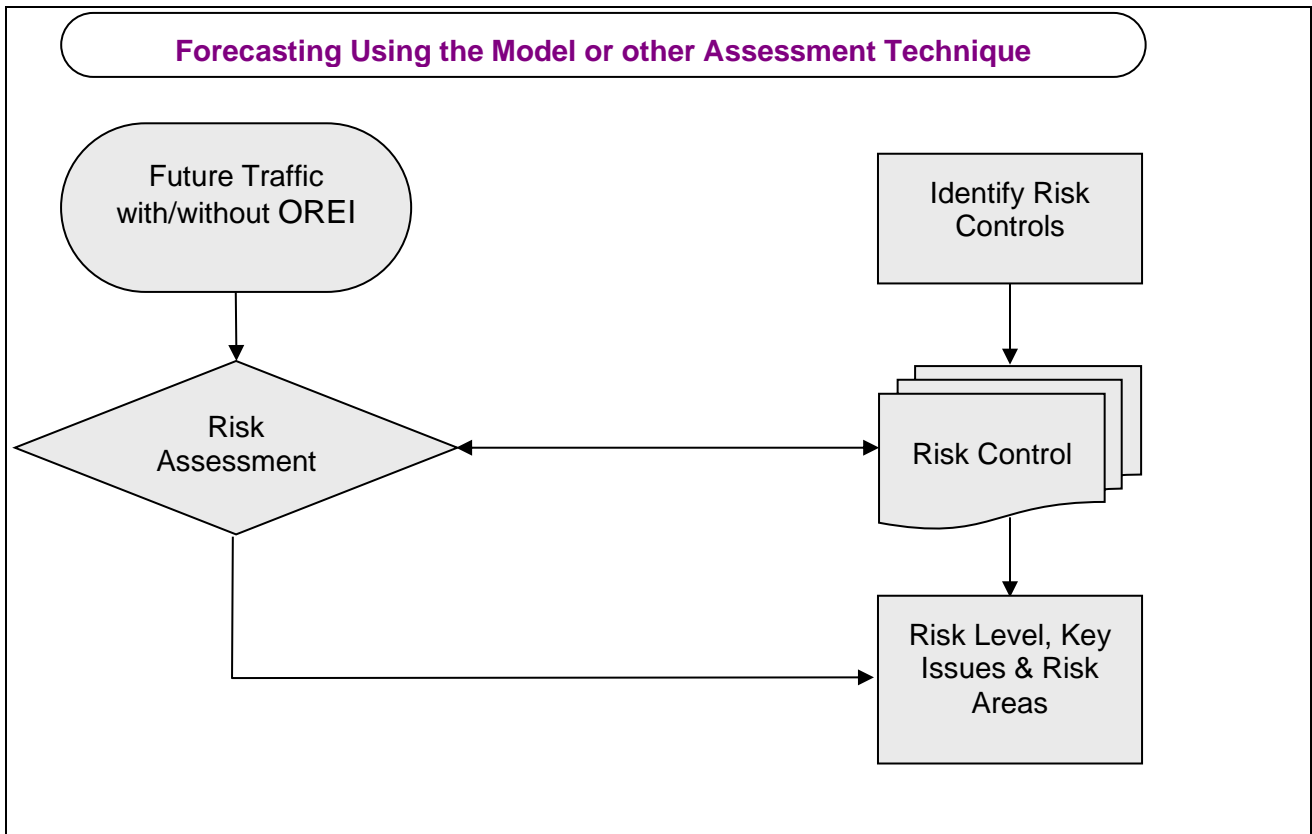 Forecasting Using the Model or other Assessment Technique
Future Traffic
with/without OREI
Identify Risk
Controls
Risk
Assessment
Risk Control
Risk Level, Key
Issues & Risk
Areas